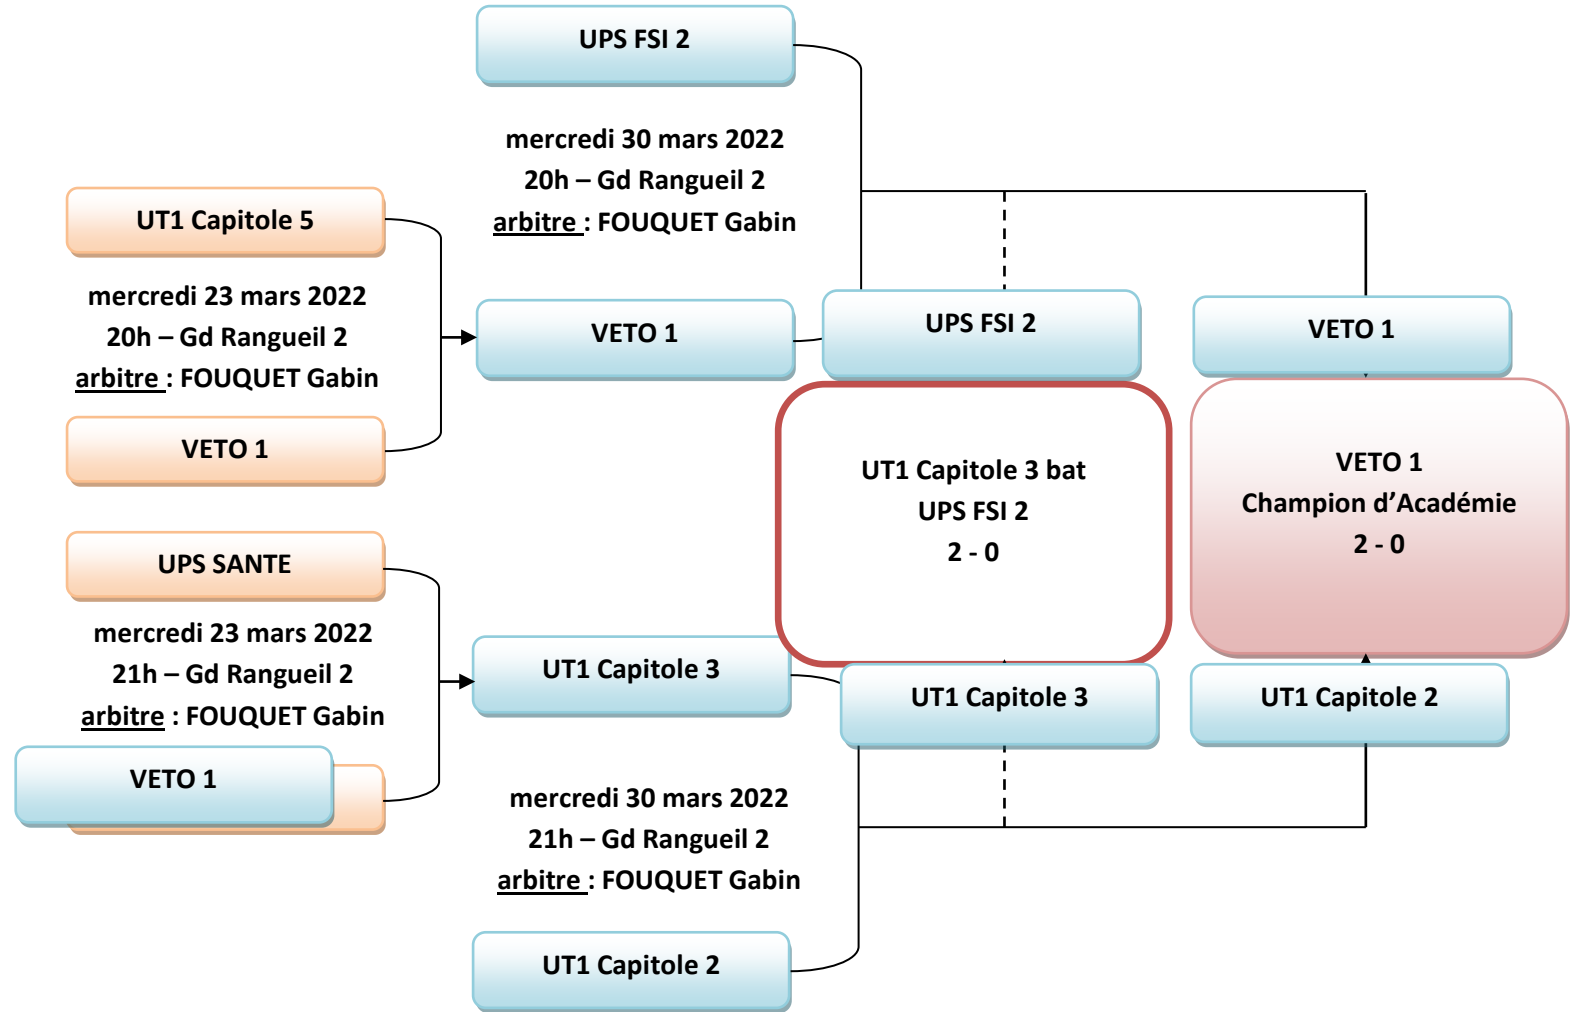 UPS FSI 2
mercredi 30 mars 2022
20h – Gd Rangueil 2
arbitre : FOUQUET Gabin
UT1 Capitole 5
mercredi 23 mars 2022
20h – Gd Rangueil 2
arbitre : FOUQUET Gabin
VETO 1
VETO 1
UPS FSI 2
VETO 1
UT1 Capitole 3 bat
UPS FSI 2
2 - 0
VETO 1
Champion d’Académie
2 - 0
UPS SANTE
mercredi 23 mars 2022
21h – Gd Rangueil 2
arbitre : FOUQUET Gabin
VETO 1
UT1 Capitole 3
UT1 Capitole 3
UT1 Capitole 2
mercredi 30 mars 2022
21h – Gd Rangueil 2
arbitre : FOUQUET Gabin
UT1 Capitole 2